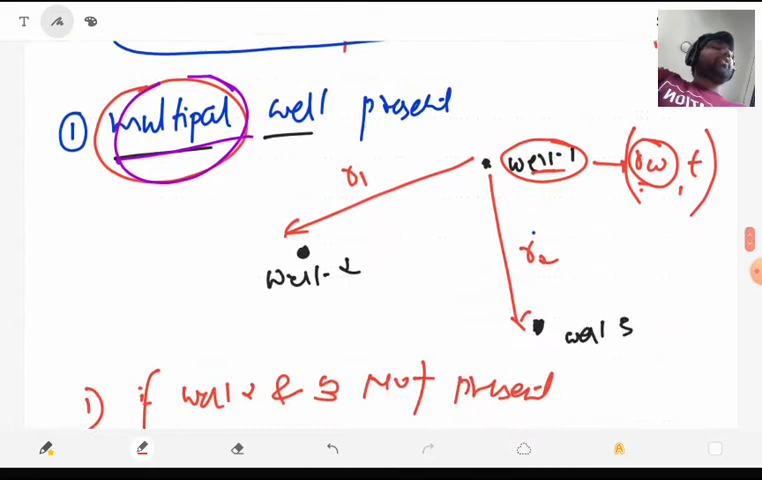 ① multipal well present
well-1 (rw, t)
r1
r2
well-2
well 3
1) if well 2 & 3 Not present